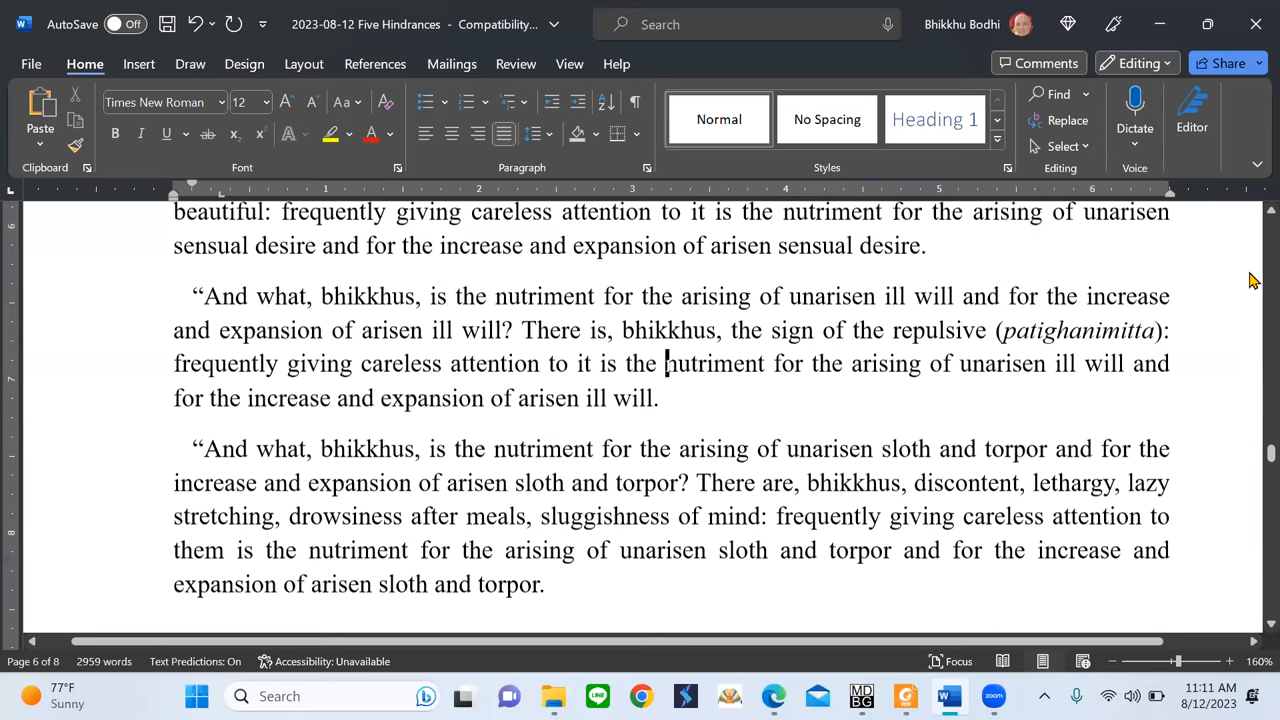 AutoSave Off 2023-08-12 Five Hindrances - Compatibility... Search Bhikkhu Bodhi
File Home Insert Draw Design Layout References Mailings Review View Help Comments Editing Share
Paste Times New Roman 12 Aa Normal No Spacing Heading 1 Find Replace Select Dictate Editor
Clipboard Font Paragraph Styles Editing Voice Editor
1 2 3 4 5 6
beautiful: frequently giving careless attention to it is the nutriment for the arising of unarisen
sensual desire and for the increase and expansion of arisen sensual desire.
“And what, bhikkhus, is the nutriment for the arising of unarisen ill will and for the increase
and expansion of arisen ill will? There is, bhikkhus, the sign of the repulsive (patighanimitta):
frequently giving careless attention to it is the nutriment for the arising of unarisen ill will and
for the increase and expansion of arisen ill will.
“And what, bhikkhus, is the nutriment for the arising of unarisen sloth and torpor and for the
increase and expansion of arisen sloth and torpor? There are, bhikkhus, discontent, lethargy, lazy
stretching, drowsiness after meals, sluggishness of mind: frequently giving careless attention to
them is the nutriment for the arising of unarisen sloth and torpor and for the increase and
expansion of arisen sloth and torpor.
Page 6 of 8 2959 words Text Predictions: On Accessibility: Unavailable Focus 160%
77°F Sunny Search LINE MDBG zoom 11:11 AM 8/12/2023